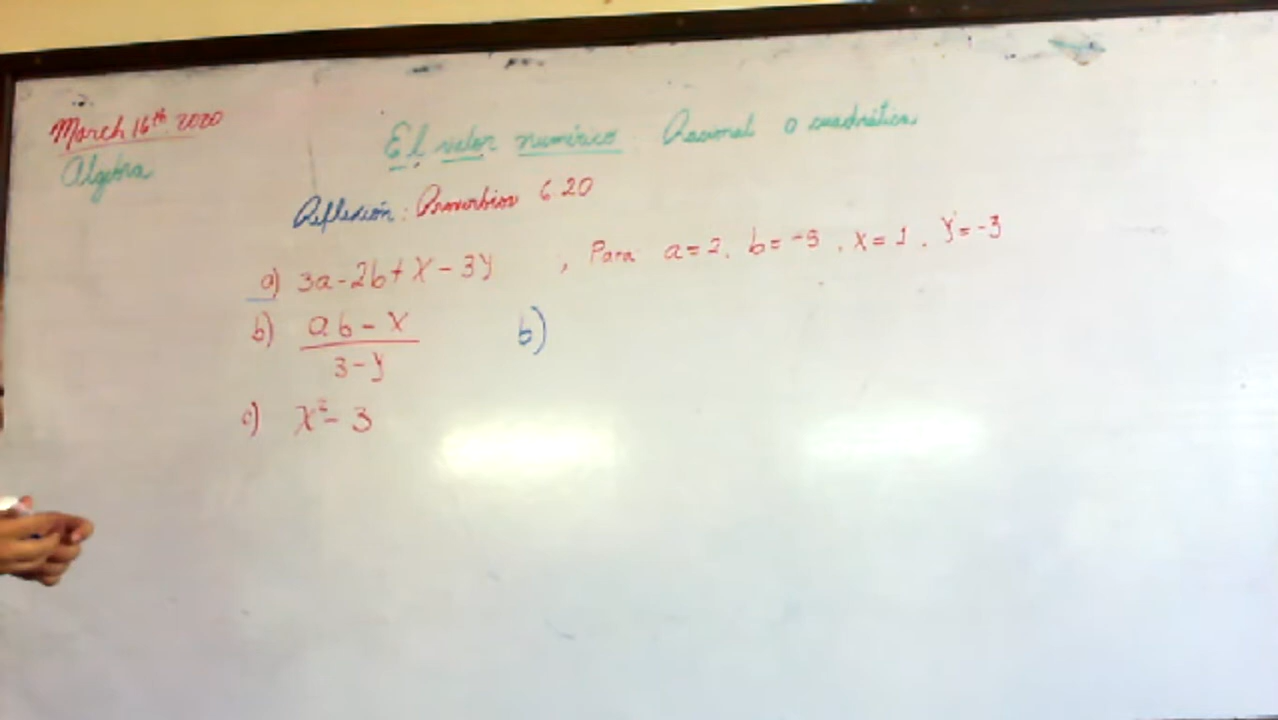 March 16th 2020
Algebra
El valor numérico: Racional o cuadrática
Reflexión: Proverbios 6:20
a) 3a-2b+x-3y , Para a=2, b=-5, x=1, y=-3
b) ab-x / 3-y
b)
c) x²-3